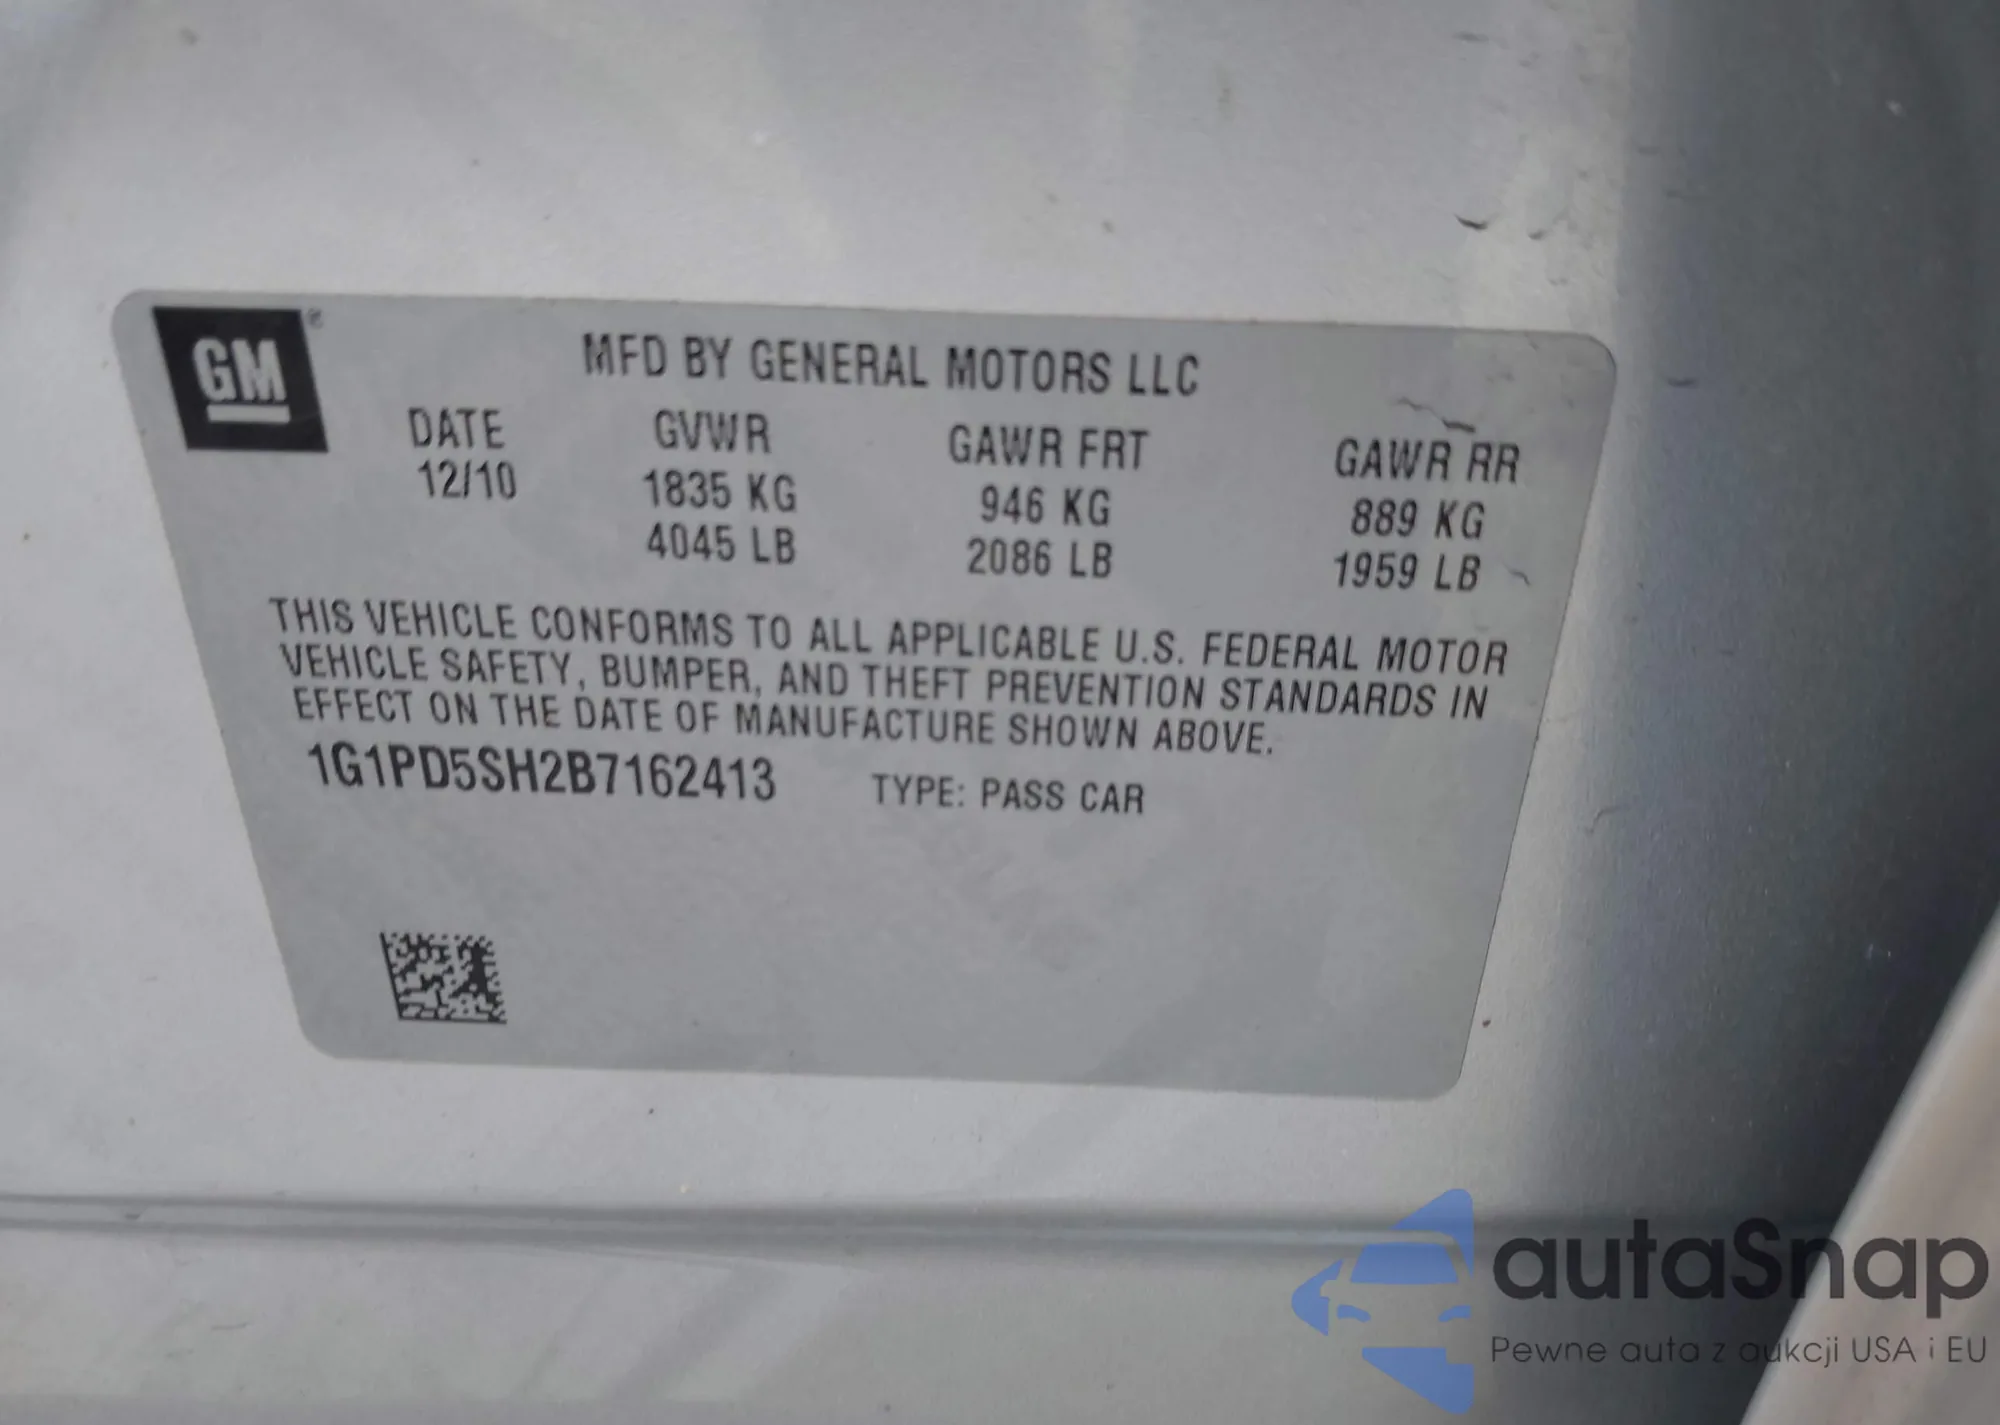 GM ®
MFD BY GENERAL MOTORS LLC
DATE GVWR GAWR FRT GAWR RR
12/10 1835 KG 946 KG 889 KG
4045 LB 2086 LB 1959 LB
THIS VEHICLE CONFORMS TO ALL APPLICABLE U.S. FEDERAL MOTOR
VEHICLE SAFETY, BUMPER, AND THEFT PREVENTION STANDARDS IN
EFFECT ON THE DATE OF MANUFACTURE SHOWN ABOVE.
1G1PD5SH2B7162413 TYPE: PASS CAR
autaSnap
Pewne auta z aukcji USA i EU